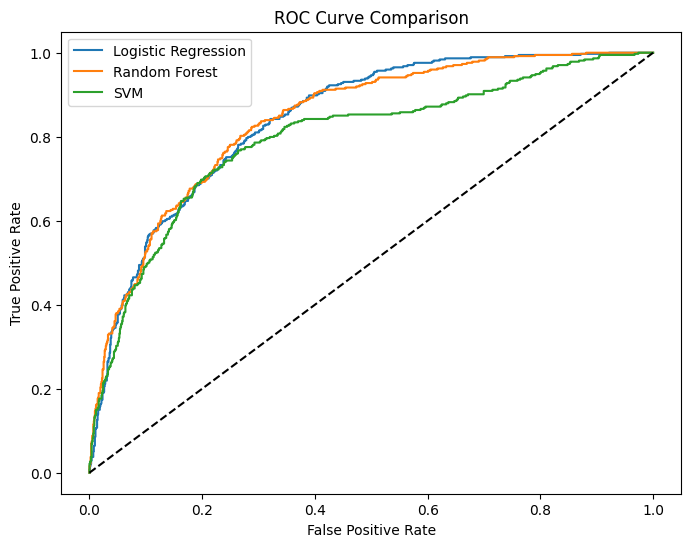 ROC Curve Comparison
Logistic Regression
Random Forest
SVM
True Positive Rate
1.0
0.8
0.6
0.4
0.2
0.0
0.0 0.2 0.4 0.6 0.8 1.0
False Positive Rate